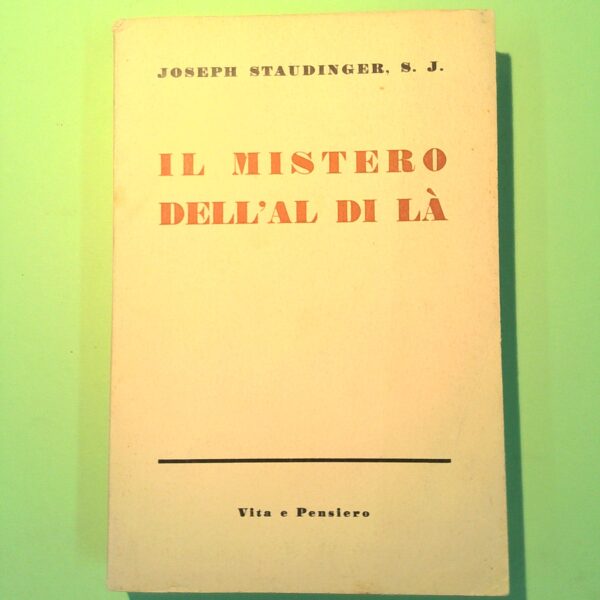 JOSEPH STAUDINGER, S. J.
IL MISTERO
DELL'AL DI LÀ
Vita e Pensiero